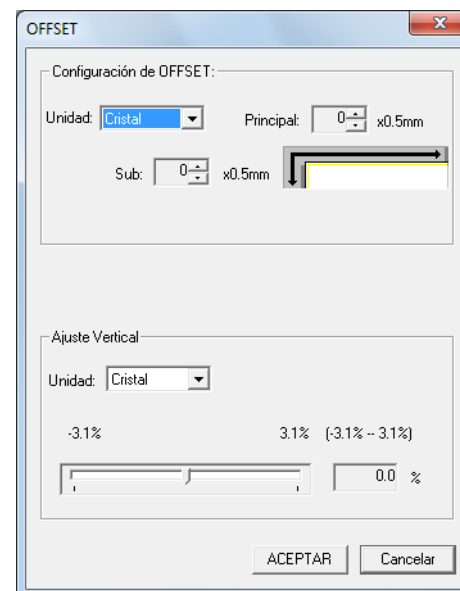 OFFSET
Configuración de OFFSET:
Unidad: Cristal Principal: 0 x0.5mm
Sub: 0 x0.5mm
Ajuste Vertical
Unidad: Cristal
-3.1% 3.1% (-3.1% -- 3.1%)
0.0 %
ACEPTAR Cancelar